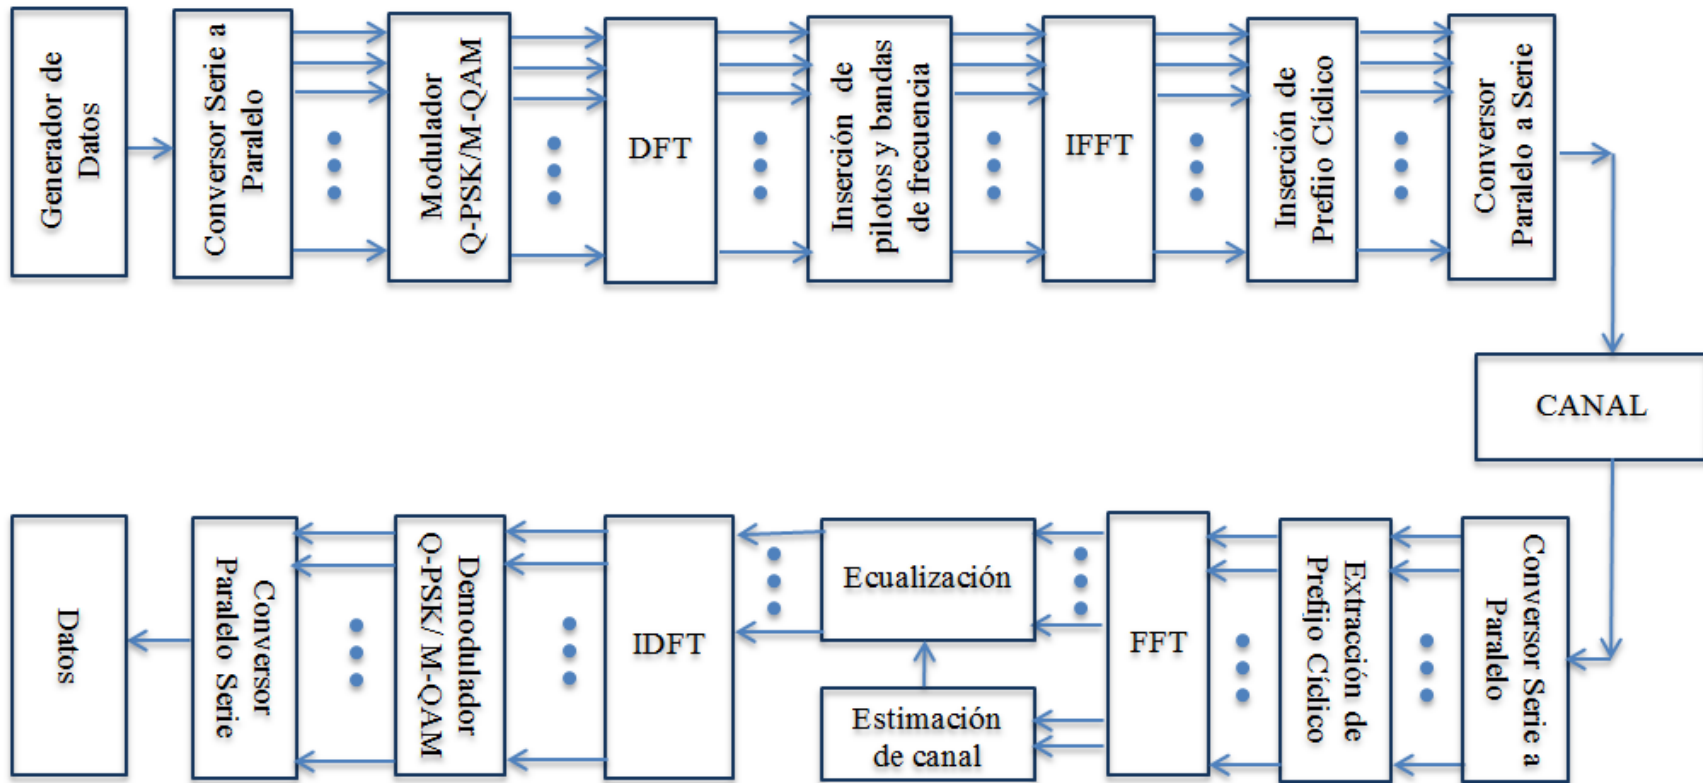 Generador de
Datos
Conversor Serie a
Paralelo
Modulador
Q-PSK/M-QAM
DFT
Inserción de
pilotos y bandas
de frecuencia
IFFT
Inserción de
Prefijo Cíclico
Conversor
Paralelo a Serie
CANAL
Conversor Serie a
Paralelo
Extracción de
Prefijo Cíclico
FFT
Ecualización
Estimación
de canal
IDFT
Demodulador
Q-PSK/ M-QAM
Conversor
Paralelo Serie
Datos